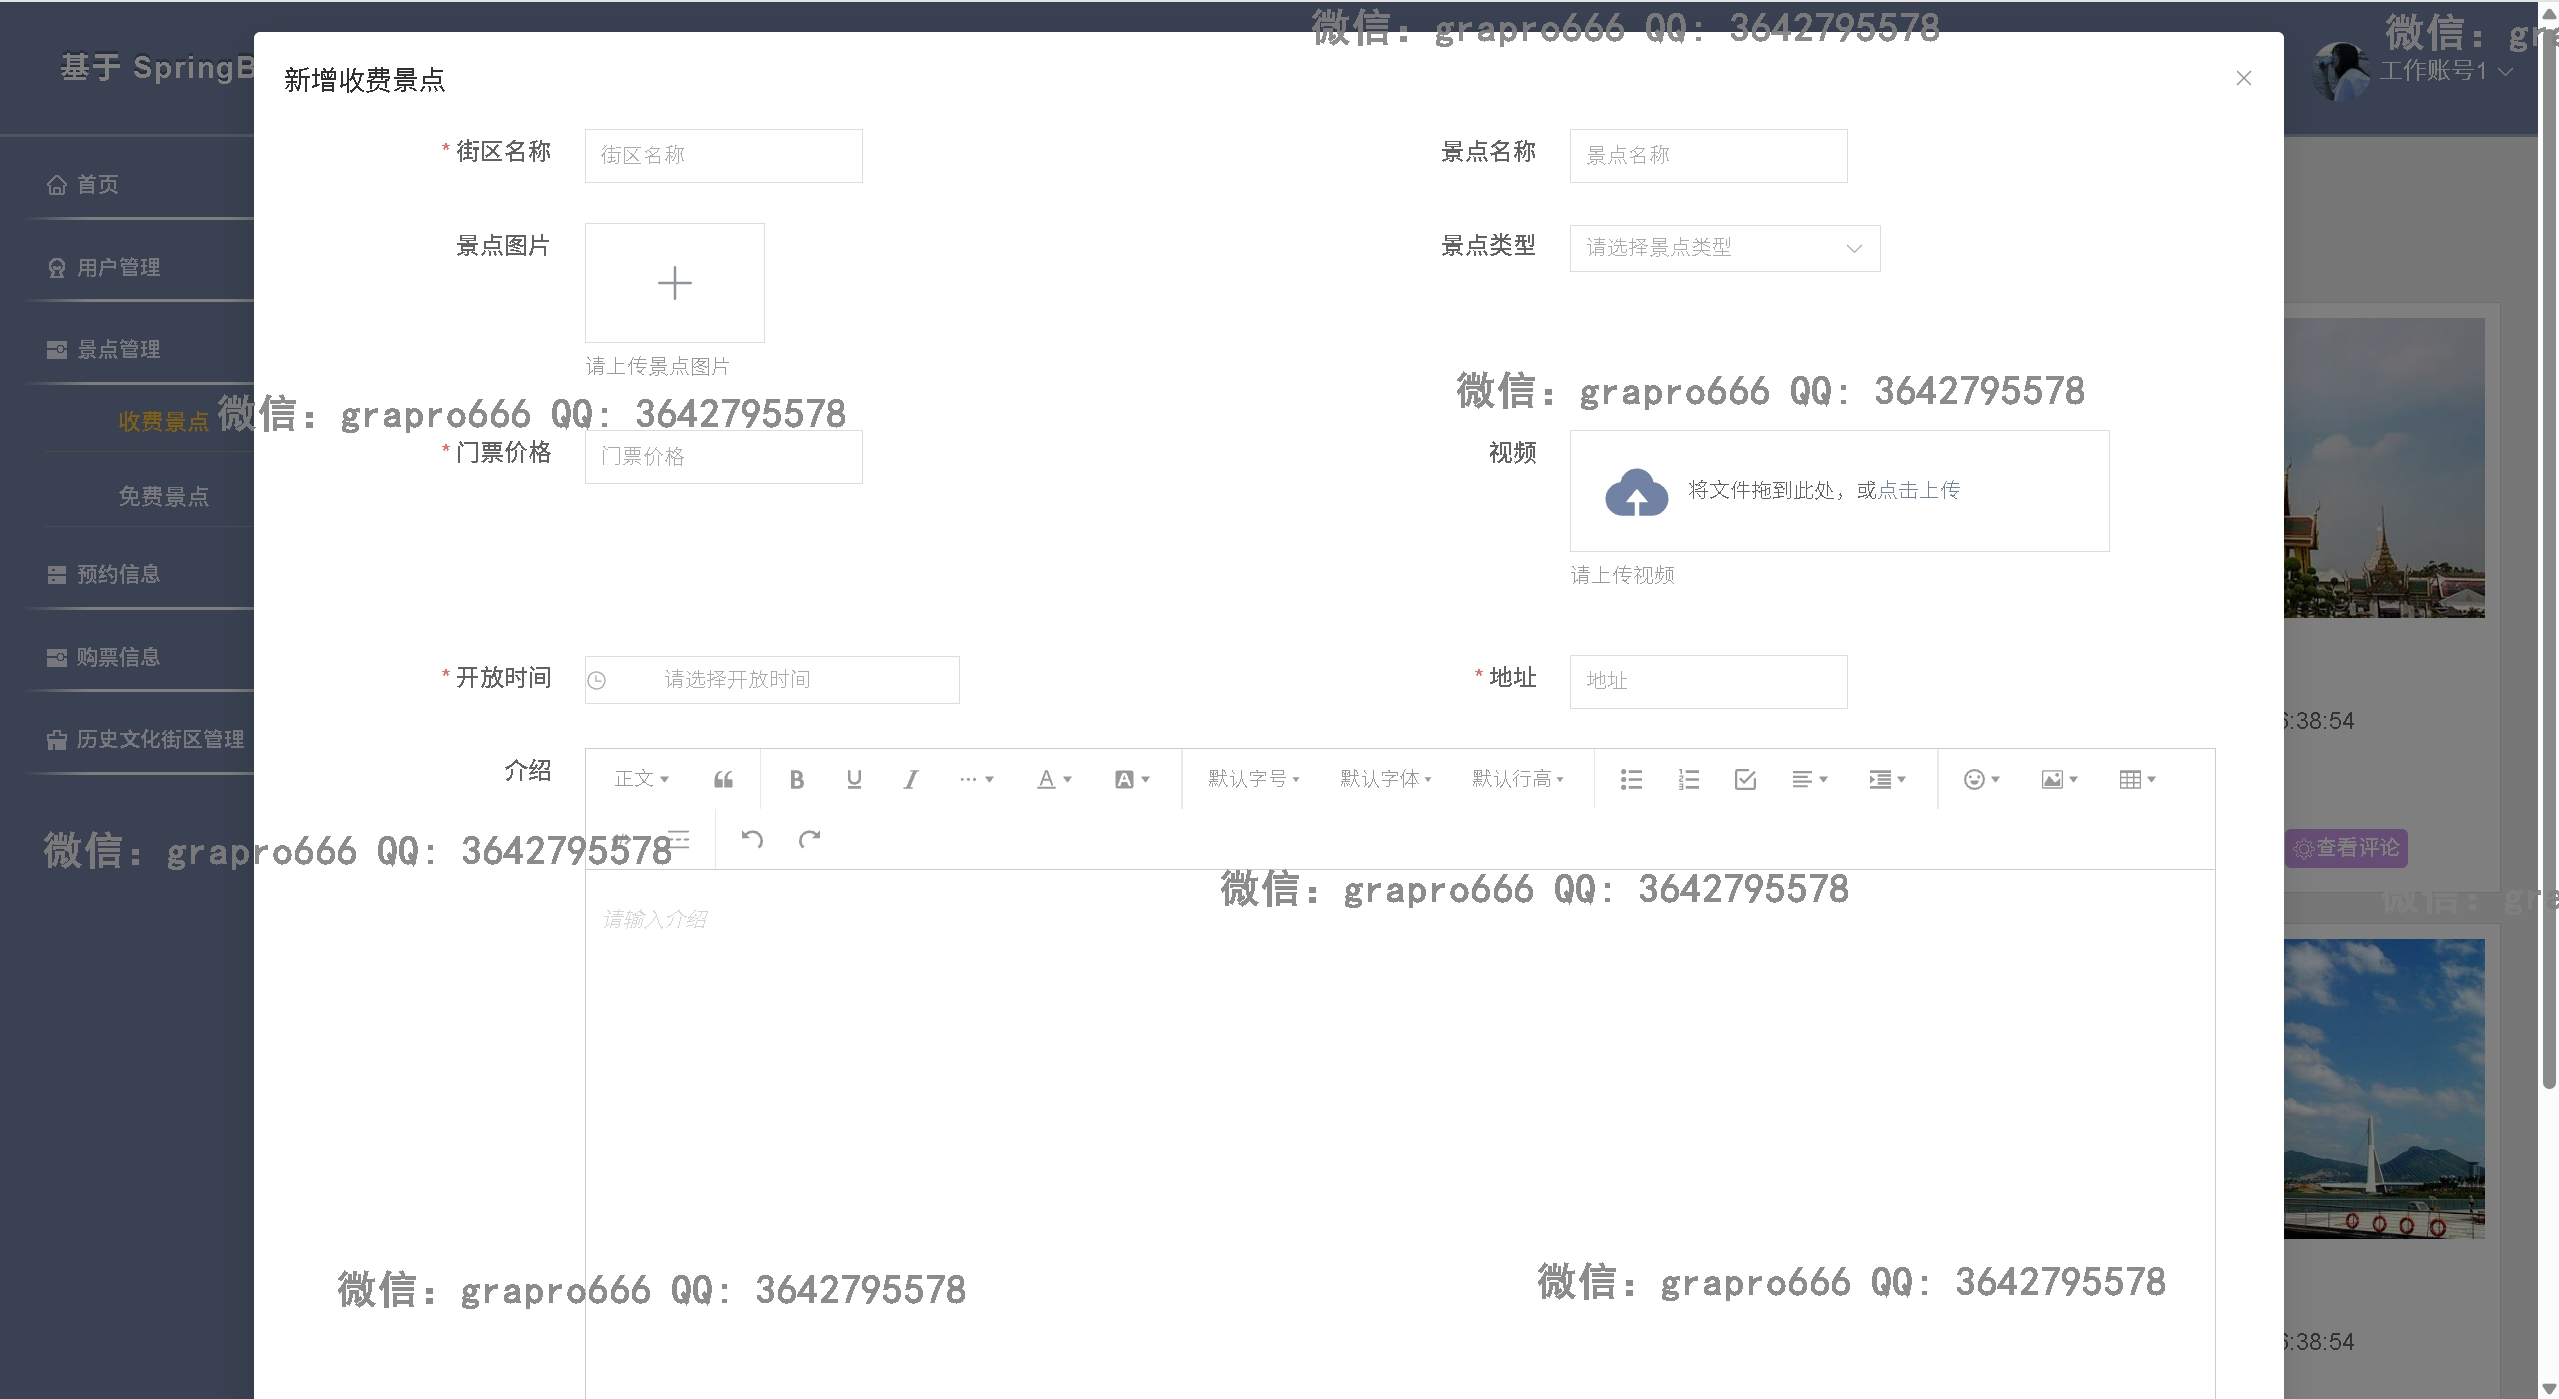 微信: grapro666 QQ: 3642795578
微信: gra
基于 SpringB
工作账号1
新增收费景点
* 街区名称 街区名称
景点名称 景点名称
首页
景点图片
景点类型 请选择景点类型
用户管理
景点管理
请上传景点图片
微信: grapro666 QQ: 3642795578
收费景点
微信: grapro666 QQ: 3642795578
* 门票价格 门票价格
视频
将文件拖到此处，或点击上传
免费景点
预约信息
请上传视频
购票信息
* 开放时间 请选择开放时间
* 地址 地址
6:38:54
历史文化街区管理
介绍
正文 B U I ... A A 默认字号 默认字体 默认行高
微信: grapro666 QQ: 3642795578
查看评论
微信: grapro666 QQ: 3642795578
微信: gra
请输入介绍
微信: grapro666 QQ: 3642795578
微信: grapro666 QQ: 3642795578
6:38:54